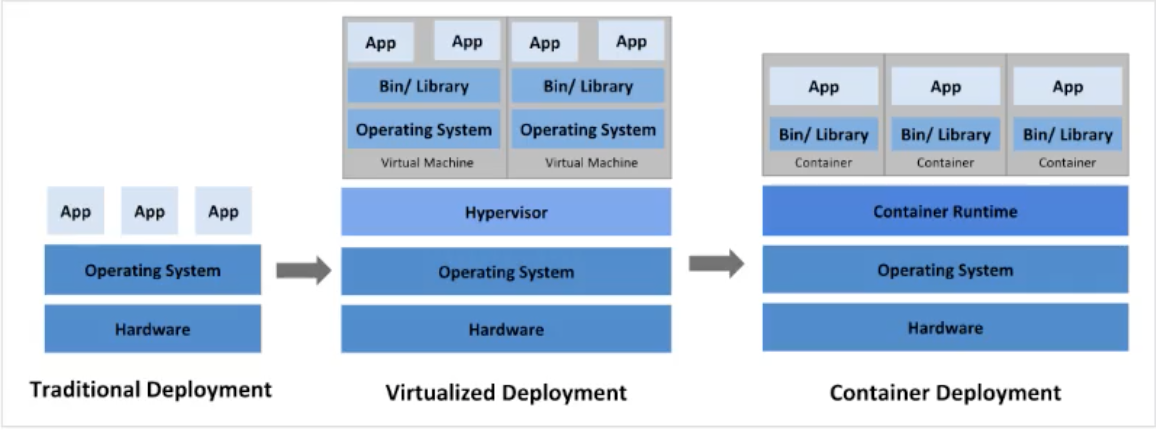 App App App
Operating System
Hardware
Traditional Deployment
App App App App
Bin/ Library Bin/ Library
Operating System Operating System
Virtual Machine Virtual Machine
Hypervisor
Operating System
Hardware
Virtualized Deployment
App App App
Bin/ Library Bin/ Library Bin/ Library
Container Container Container
Container Runtime
Operating System
Hardware
Container Deployment